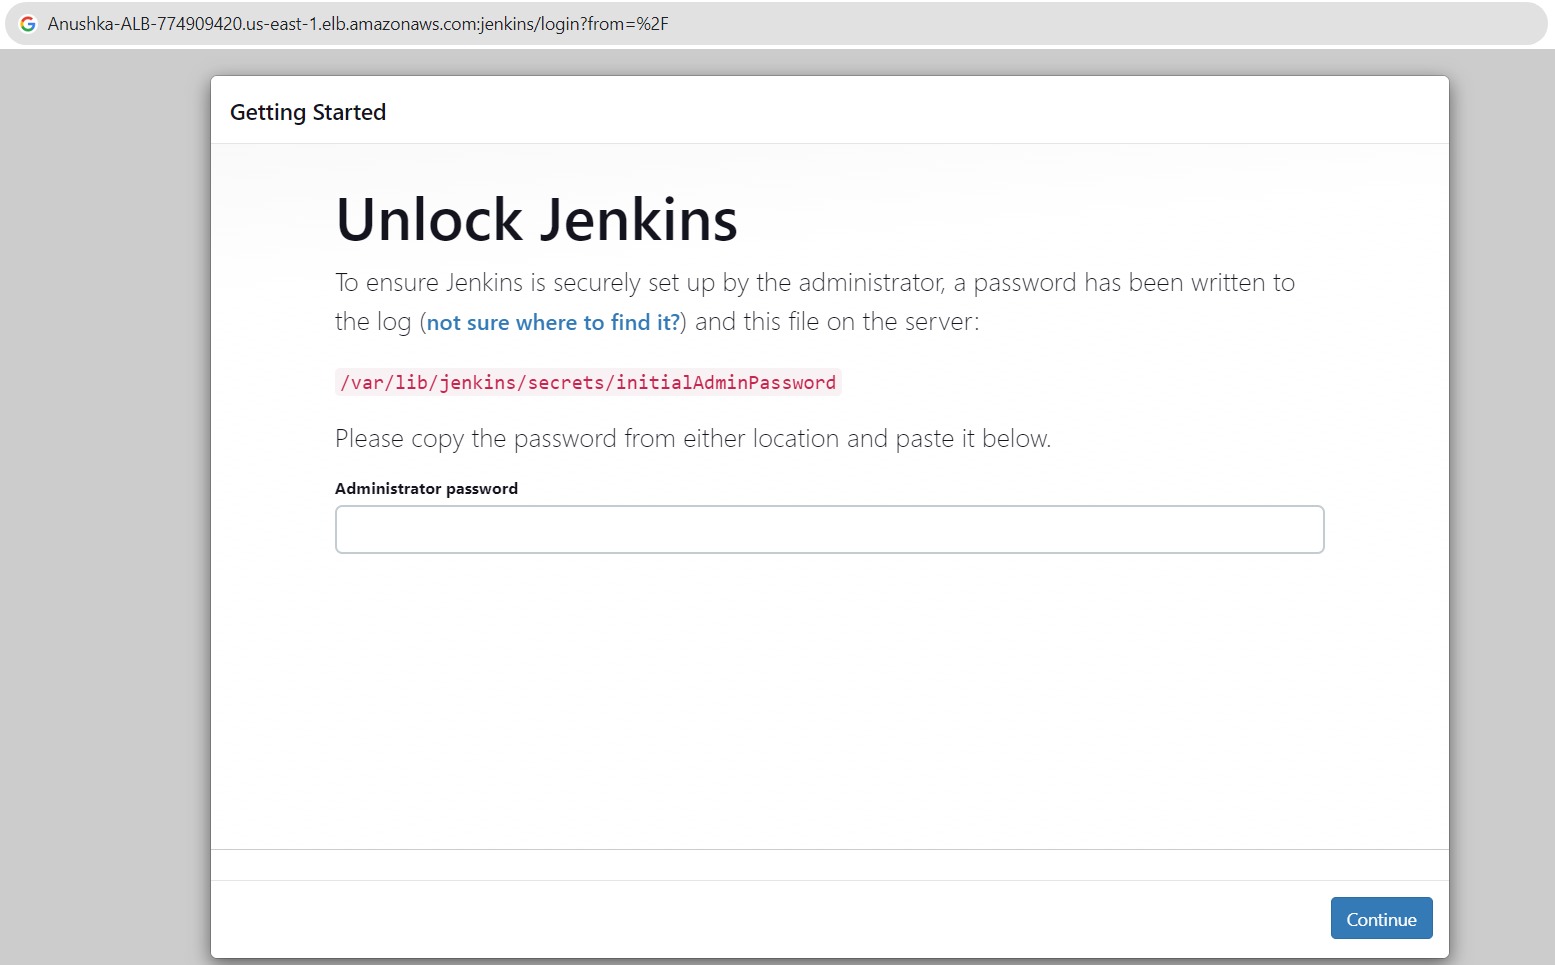 Anushka-ALB-774909420.us-east-1.elb.amazonaws.com:jenkins/login?from=%2F
Getting Started
Unlock Jenkins
To ensure Jenkins is securely set up by the administrator, a password has been written to
the log (not sure where to find it?) and this file on the server:
/var/lib/jenkins/secrets/initialAdminPassword
Please copy the password from either location and paste it below.
Administrator password
Continue